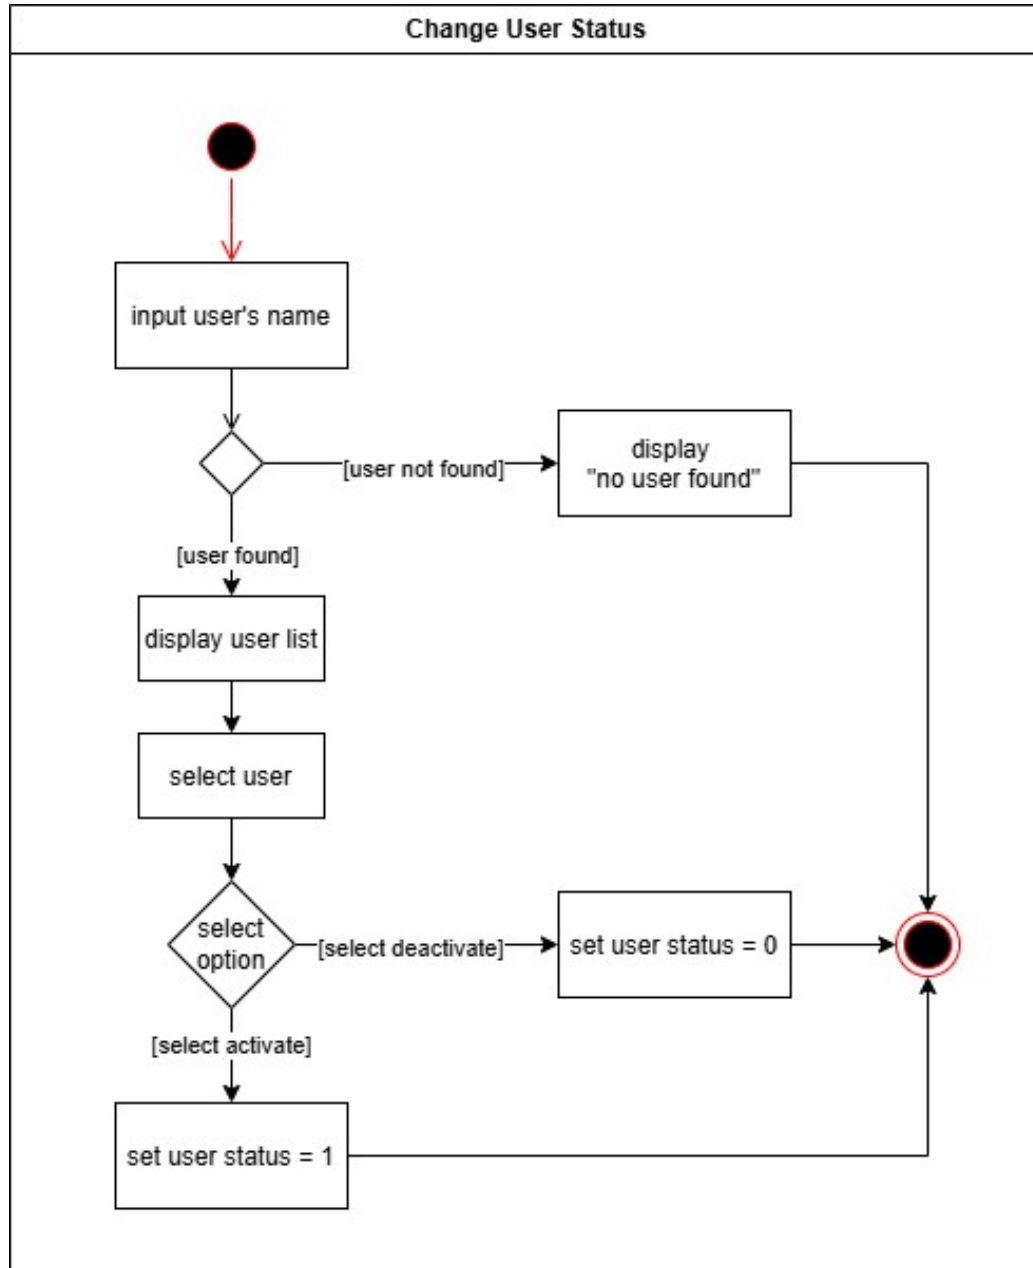 Change User Status
input user's name
[user not found]
display
"no user found"
[user found]
display user list
select user
select
option
[select deactivate]
set user status = 0
[select activate]
set user status = 1